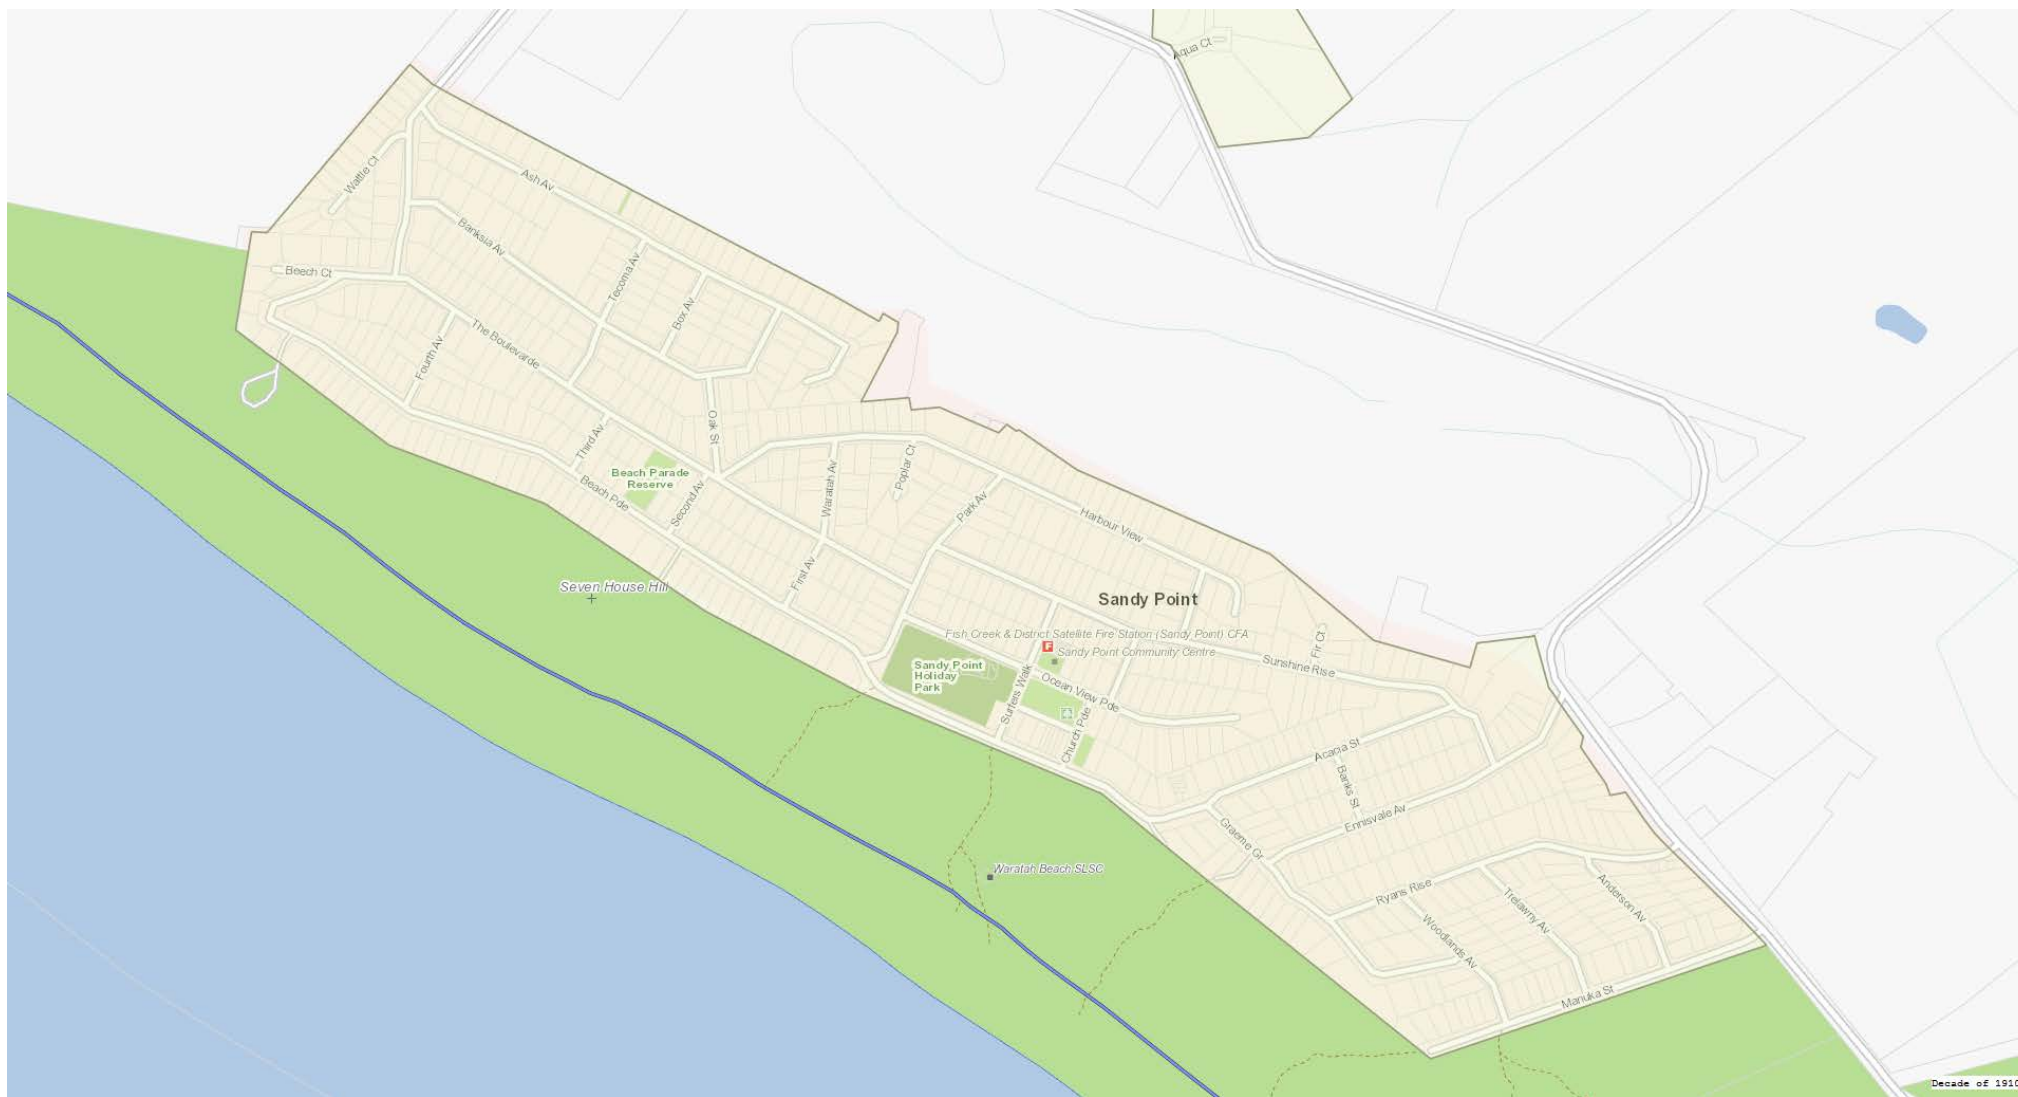 Aqua Ct
Wattle Ct
Ash Av
Banksia Av
Beech Ct
Tecoma Av
Box Av
The Boulevarde
Fourth Av
Oak St
Third Av
Beach Parade
Reserve
Poplar Ct
Waratah Av
Beach Pde
Second Av
Park Av
Harbour View
First Av
Seven House Hill
Sandy Point
Fish Creek & District Satellite Fire Station (Sandy Point) CFA
F
Sandy Point Community Centre
Fir Ct
Sunshine Rise
Sandy Point
Holiday
Park
Surfers Walk
Ocean View Pde
Church Pde
Acacia St
Banks St
Ennisvale Av
Graeme Gr
Waratah Beach SLSC
Ryans Rise
Anderson Av
Trelawny Av
Woodlands Av
Manuka St
Decade of 1910